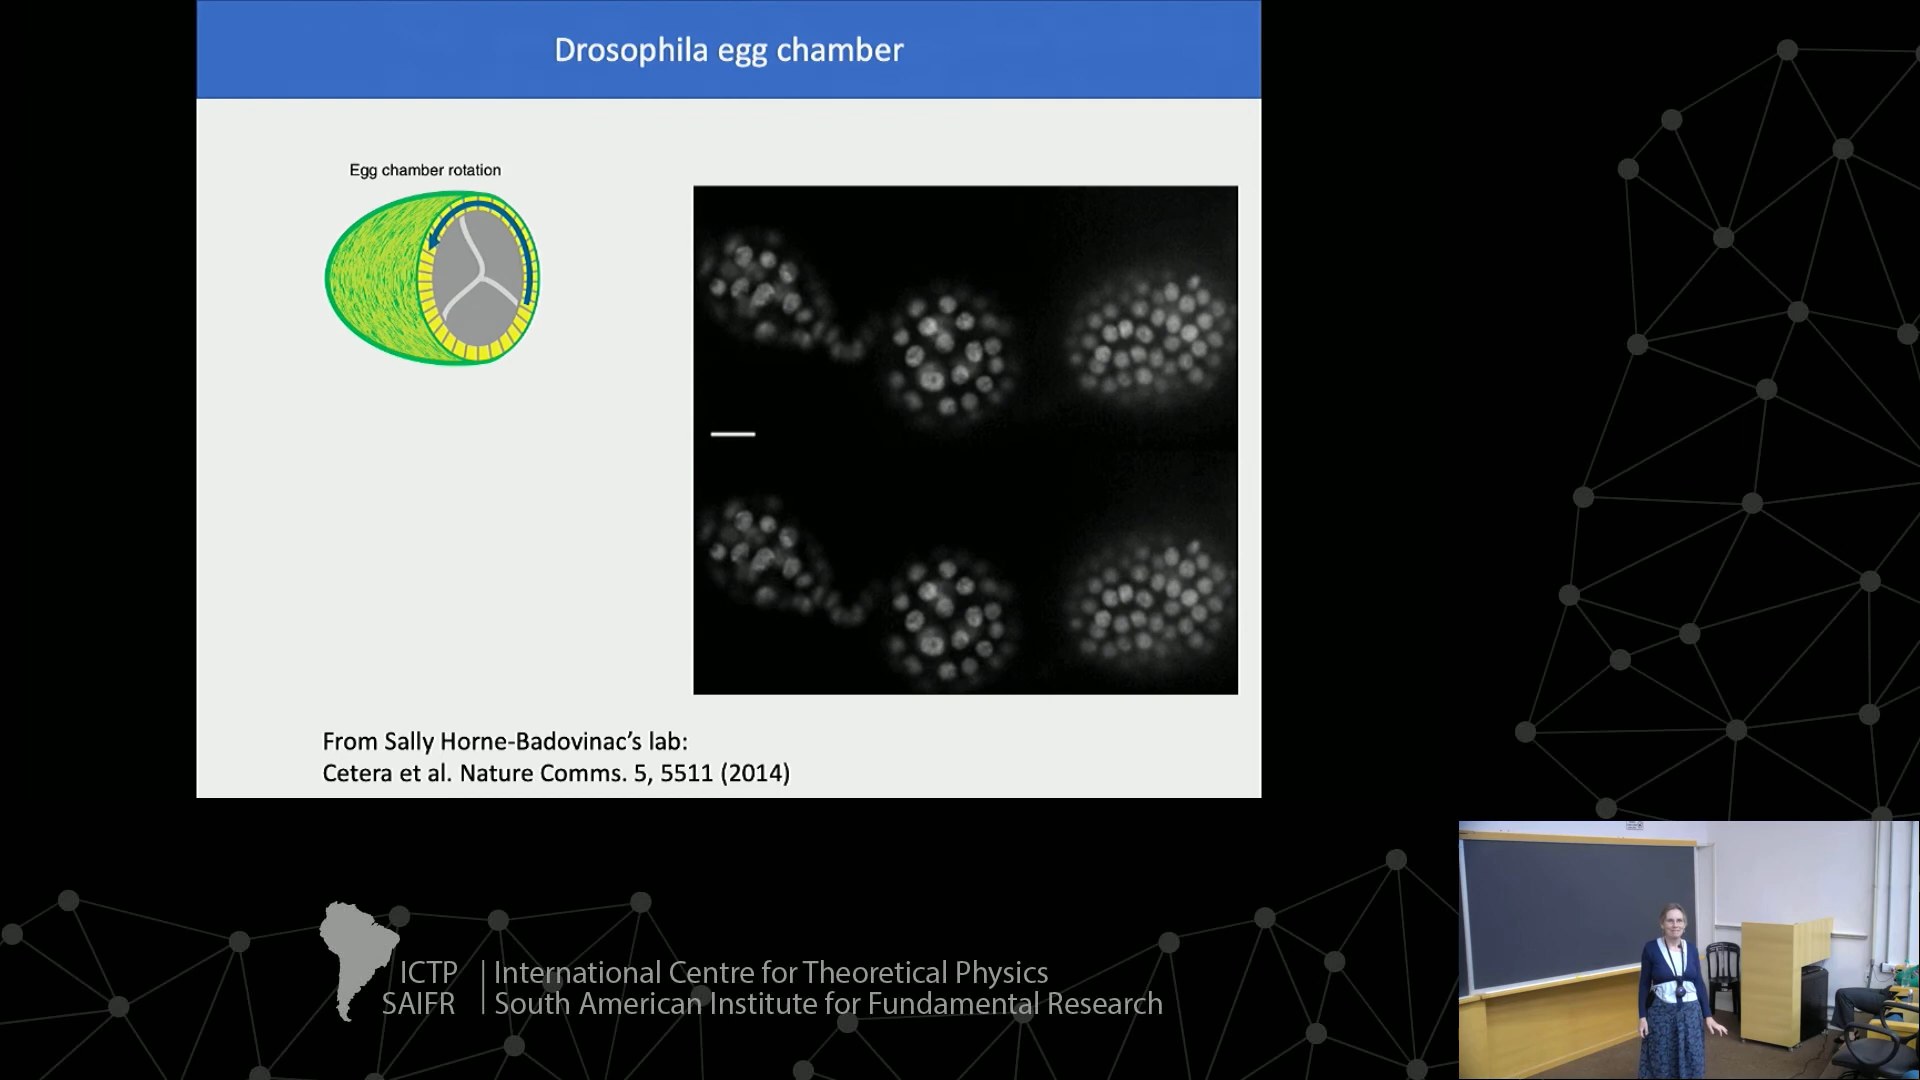 Drosophila egg chamber
Egg chamber rotation
From Sally Horne-Badovinac’s lab:
Cetera et al. Nature Comms. 5, 5511 (2014)
ICTP
SAIFR
International Centre for Theoretical Physics
South American Institute for Fundamental Research